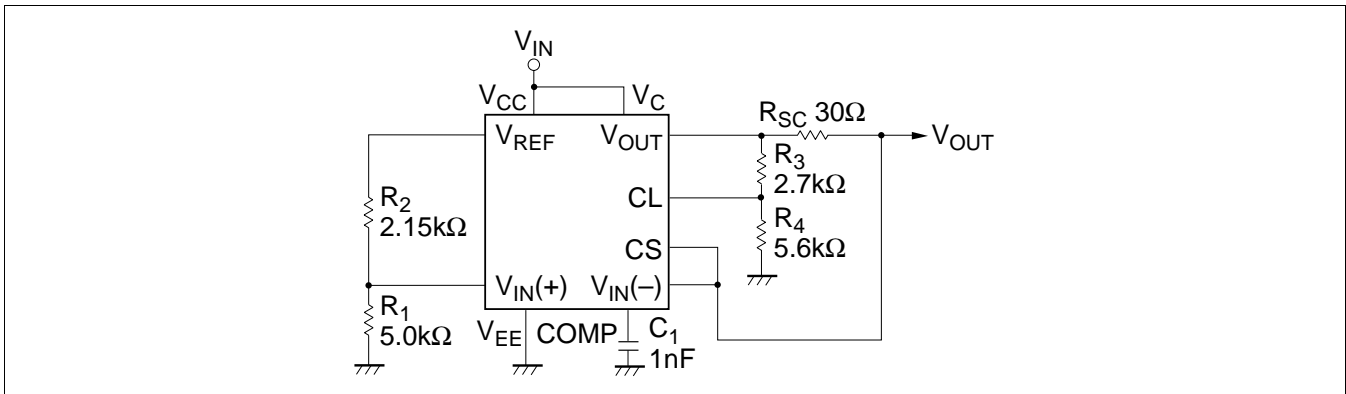 VIN
VCC
VC
RSC 30Ω
VREF
VOUT
VOUT
R3
2.7kΩ
CL
R2
2.15kΩ
R4
5.6kΩ
CS
VIN(+)
VIN(–)
R1
5.0kΩ
VEE
COMP
C1
1nF